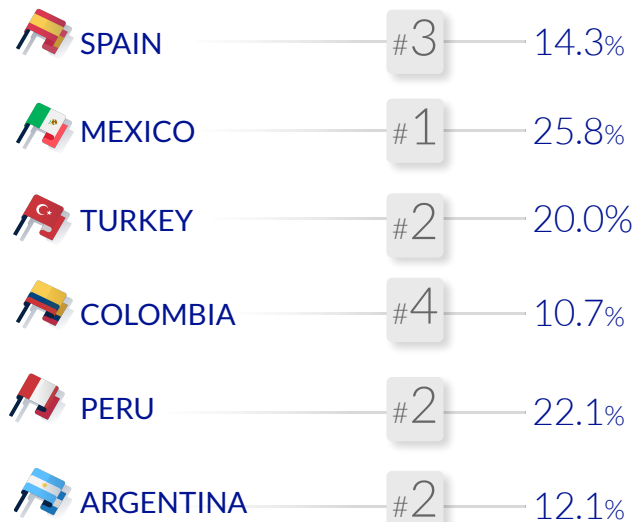 SPAIN #3 14.3%
MEXICO #1 25.8%
TURKEY #2 20.0%
COLOMBIA #4 10.7%
PERU #2 22.1%
ARGENTINA #2 12.1%